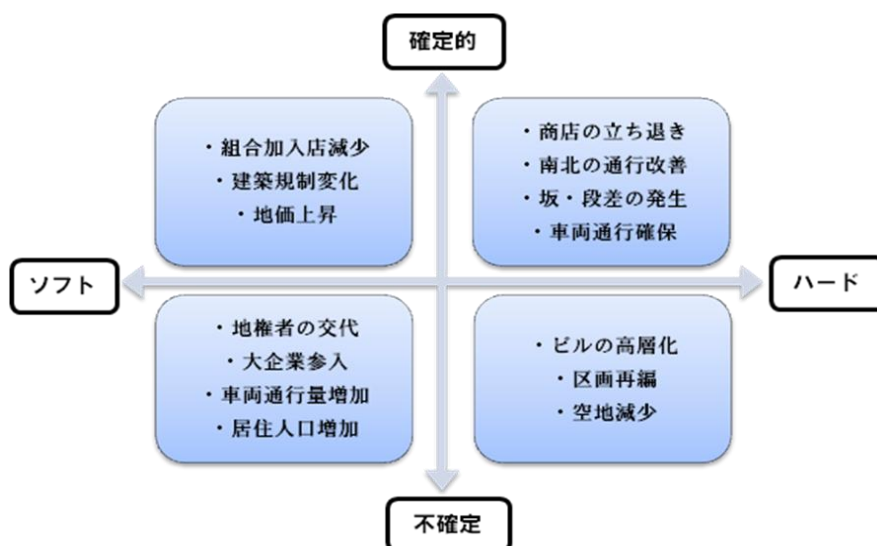 確定的
・組合加入店減少
・建築規制変化
・地価上昇
・商店の立ち退き
・南北の通行改善
・坂・段差の発生
・車両通行確保
ソフト
ハード
・地権者の交代
・大企業参入
・車両通行量増加
・居住人口増加
・ビルの高層化
・区画再編
・空地減少
不確定